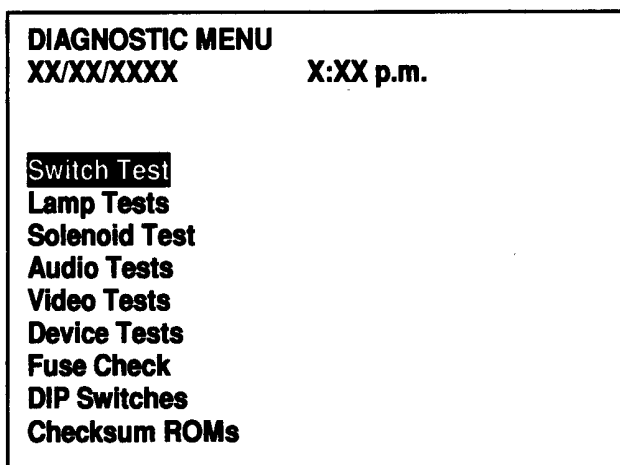 DIAGNOSTIC MENU
XX/XX/XXXX X:XX p.m.
Switch Test
Lamp Tests
Solenoid Test
Audio Tests
Video Tests
Device Tests
Fuse Check
DIP Switches
Checksum ROMs